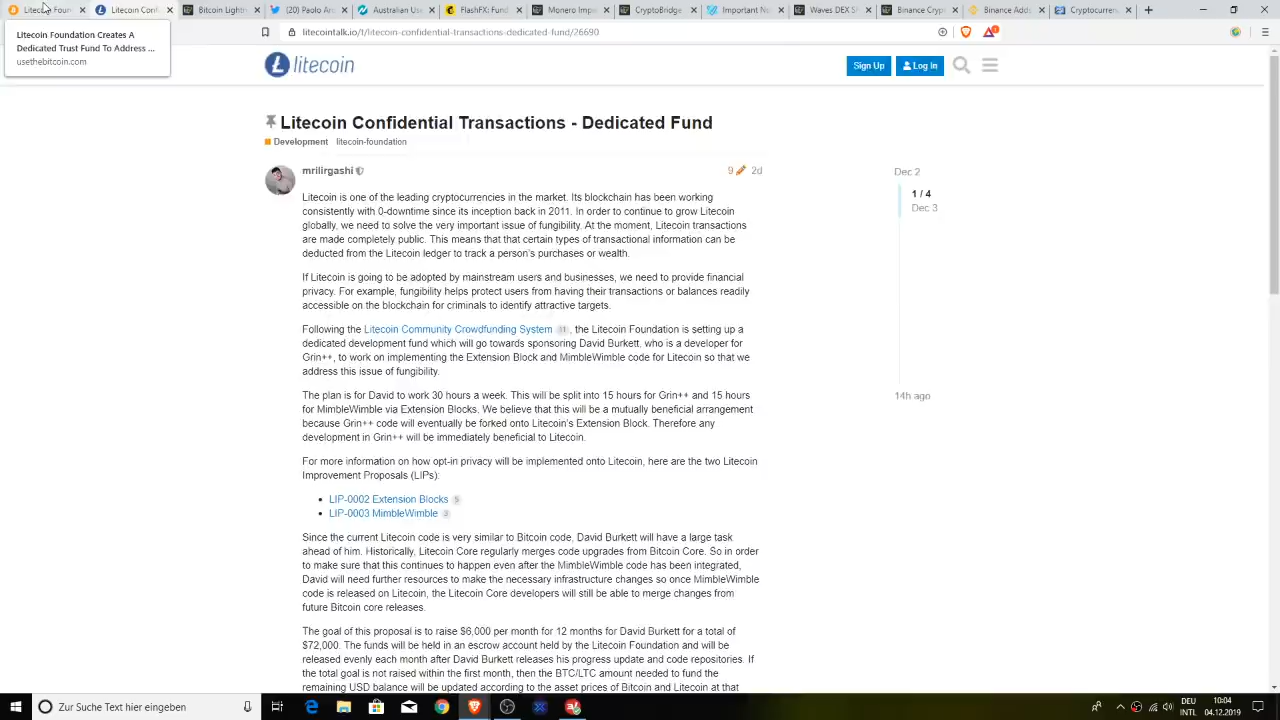 Litecoin Foun
Litecoin Conf
Bitcoin Lightn
(20) Paolo Ar
Australian Us
FlashFX: Fund
Monero Impl
CryptoBridge
Waves DEX SP
Binance Crypt
Binance Adds
Cryptocurren
litecointalk.io/t/litecoin-confidential-transactions-dedicated-fund/26690
Litecoin Foundation Creates A
Dedicated Trust Fund To Address ...
usethebitcoin.com
litecoin
Sign Up
Log In
Litecoin Confidential Transactions - Dedicated Fund
Development litecoin-foundation
mrilirgashi 9 2d
Litecoin is one of the leading cryptocurrencies in the market. Its blockchain has been working
consistently with 0-downtime since its inception back in 2011. In order to continue to grow Litecoin
globally, we need to solve the very important issue of fungibility. At the moment, Litecoin transactions
are made completely public. This means that that certain types of transactional information can be
deducted from the Litecoin ledger to track a person's purchases or wealth.
If Litecoin is going to be adopted by mainstream users and businesses, we need to provide financial
privacy. For example, fungibility helps protect users from having their transactions or balances readily
accessible on the blockchain for criminals to identify attractive targets.
Following the Litecoin Community Crowdfunding System 11, the Litecoin Foundation is setting up a
dedicated development fund which will go towards sponsoring David Burkett, who is a developer for
Grin++, to work on implementing the Extension Block and MimbleWimble code for Litecoin so that we
address this issue of fungibility.
The plan is for David to work 30 hours a week. This will be split into 15 hours for Grin++ and 15 hours
for MimbleWimble via Extension Blocks. We believe that this will be a mutually beneficial arrangement
because Grin++ code will eventually be forked onto Litecoin's Extension Block. Therefore any
development in Grin++ will be immediately beneficial to Litecoin.
For more information on how opt-in privacy will be implemented onto Litecoin, here are the two Litecoin
Improvement Proposals (LIPs):
• LIP-0002 Extension Blocks 5
• LIP-0003 MimbleWimble 3
Since the current Litecoin code is very similar to Bitcoin code, David Burkett will have a large task
ahead of him. Historically, Litecoin Core regularly merges code upgrades from Bitcoin Core. So in order
to make sure that this continues to happen even after the MimbleWimble code has been integrated,
David will need further resources to make the necessary infrastructure changes so once MimbleWimble
code is released on Litecoin, the Litecoin Core developers will still be able to merge changes from
future Bitcoin core releases.
The goal of this proposal is to raise $6,000 per month for 12 months for David Burkett for a total of
$72,000. The funds will be held in an escrow account held by the Litecoin Foundation and will be
released evenly each month after David Burkett releases his progress update and code repositories. If
the total goal is not raised within the first month, then the BTC/LTC amount needed to fund the
remaining USD balance will be updated according to the asset prices of Bitcoin and Litecoin at that
Dec 2
1 / 4
Dec 3
14h ago
Zur Suche Text hier eingeben
DEU
INTL
10:04
04.12.2019